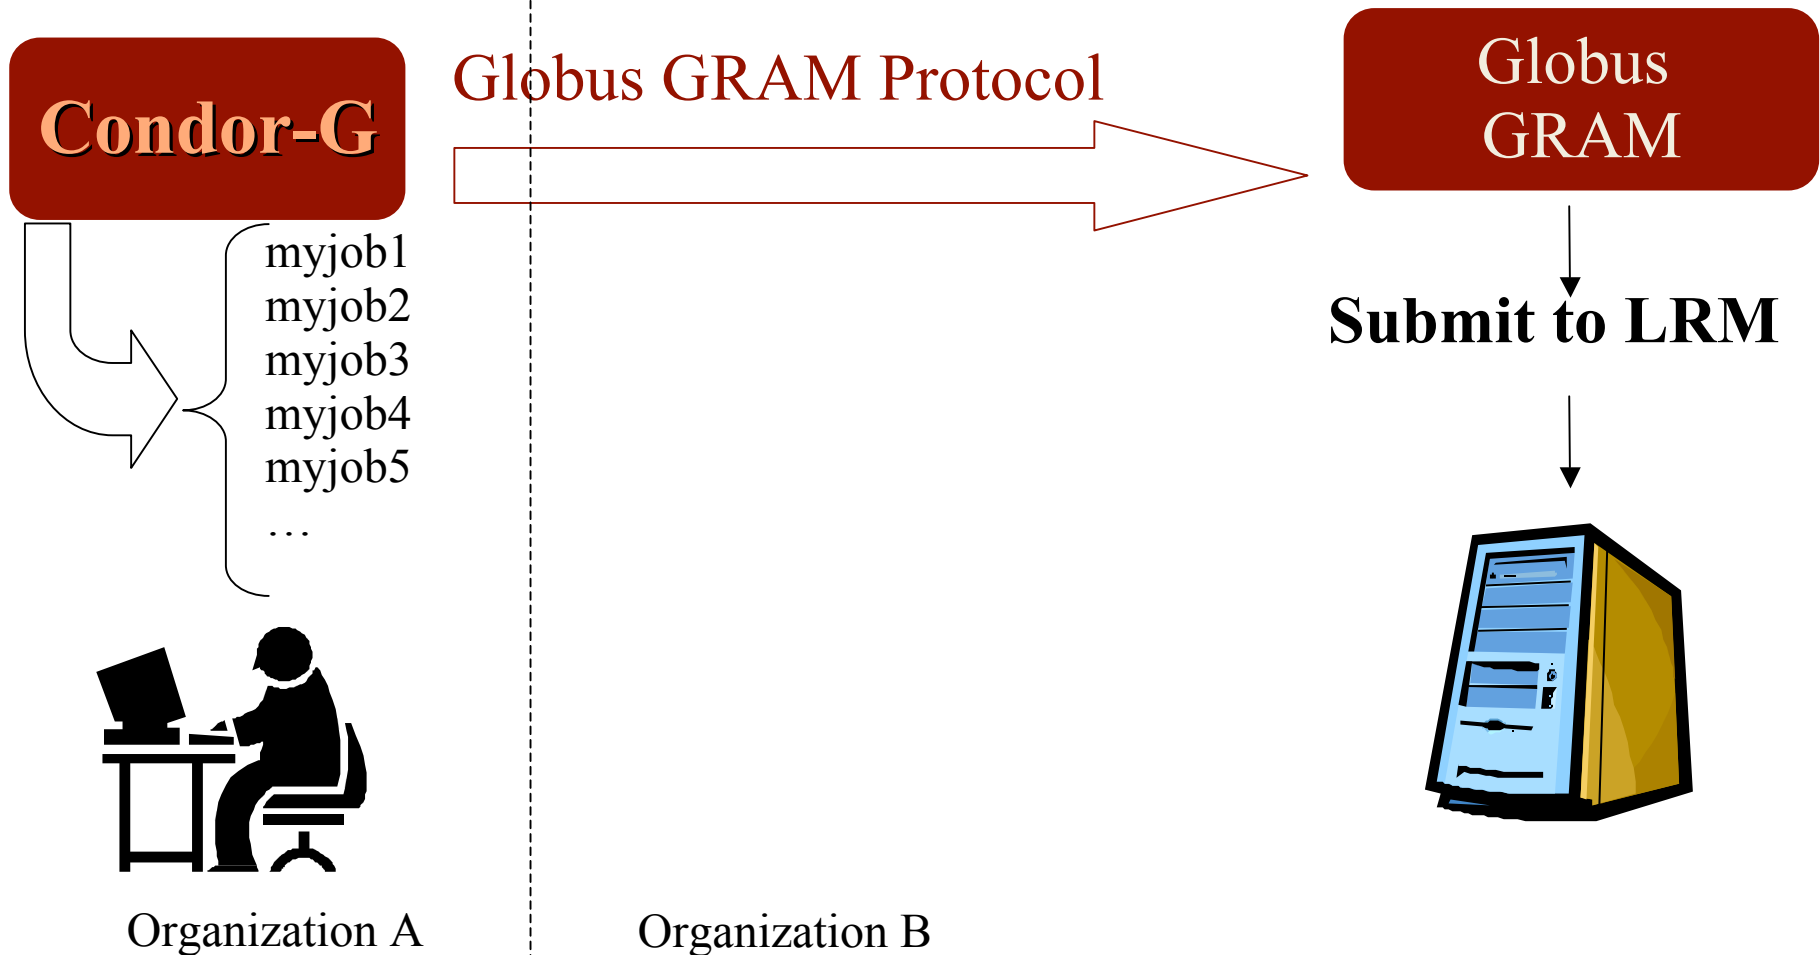 Condor-G
Globus GRAM Protocol
Globus
GRAM
myjob1
myjob2
myjob3
myjob4
myjob5
…
Submit to LRM
Organization A
Organization B